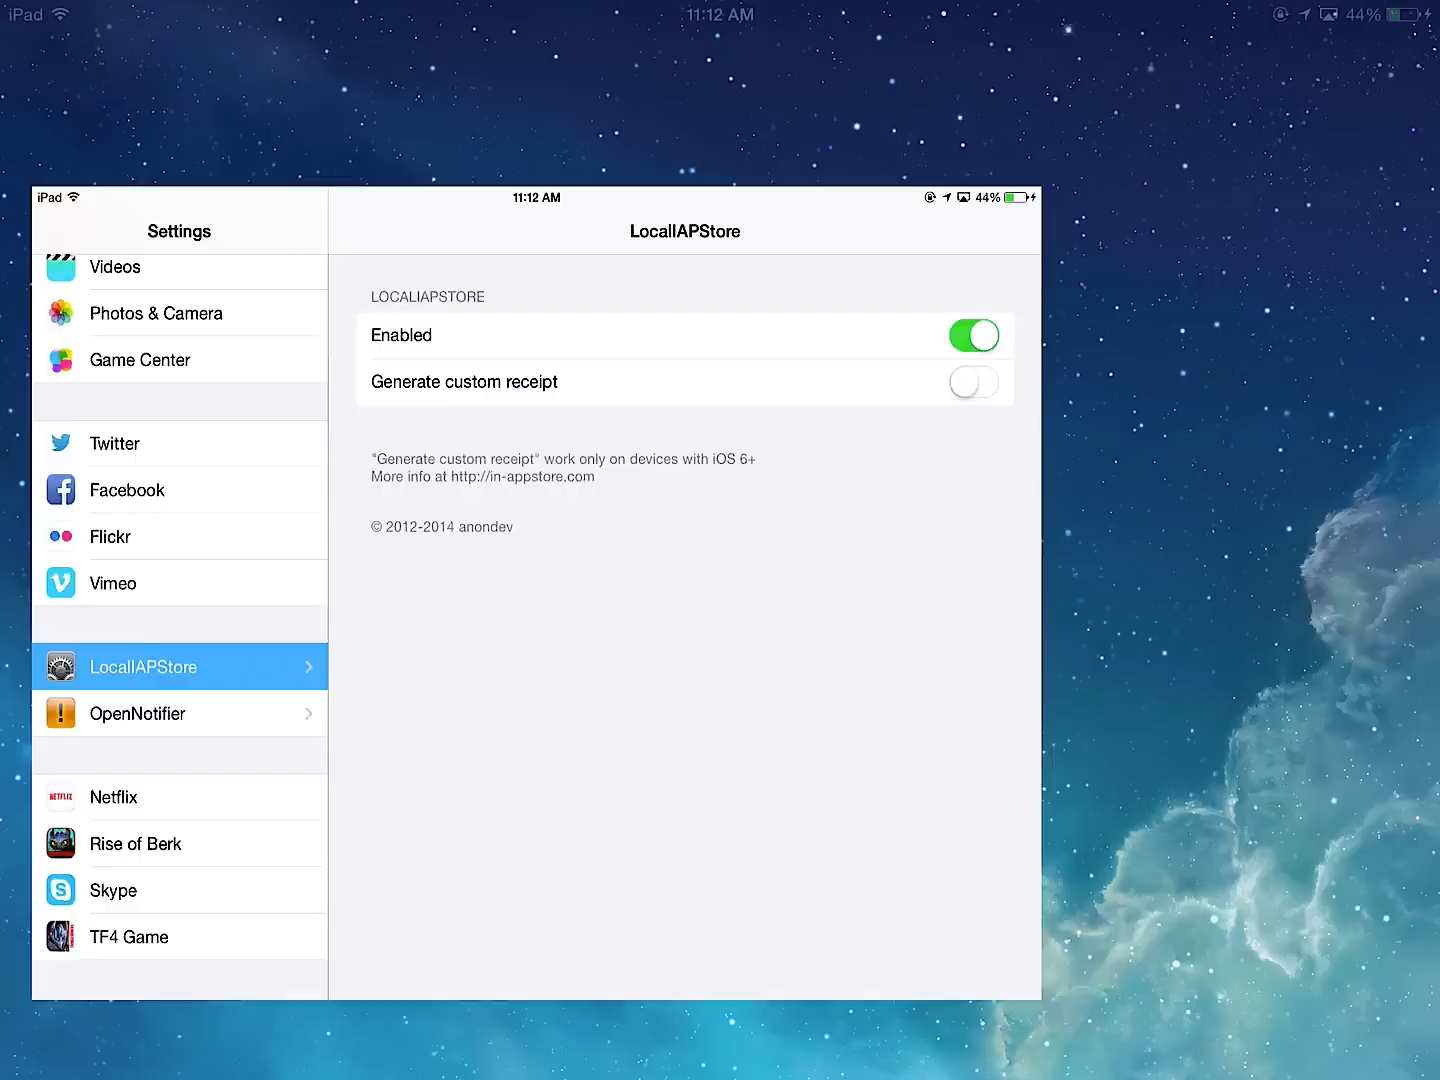 iPad 11:12 AM 44%
iPad 11:12 AM 44%
Settings
Videos
Photos & Camera
Game Center
Twitter
Facebook
Flickr
Vimeo
LocalIAPStore
OpenNotifier
NETFLIX Netflix
Rise of Berk
Skype
TF4 Game
LocalIAPStore
LOCALIAPSTORE
Enabled
Generate custom receipt
"Generate custom receipt" work only on devices with iOS 6+
More info at http://in-appstore.com
© 2012-2014 anondev